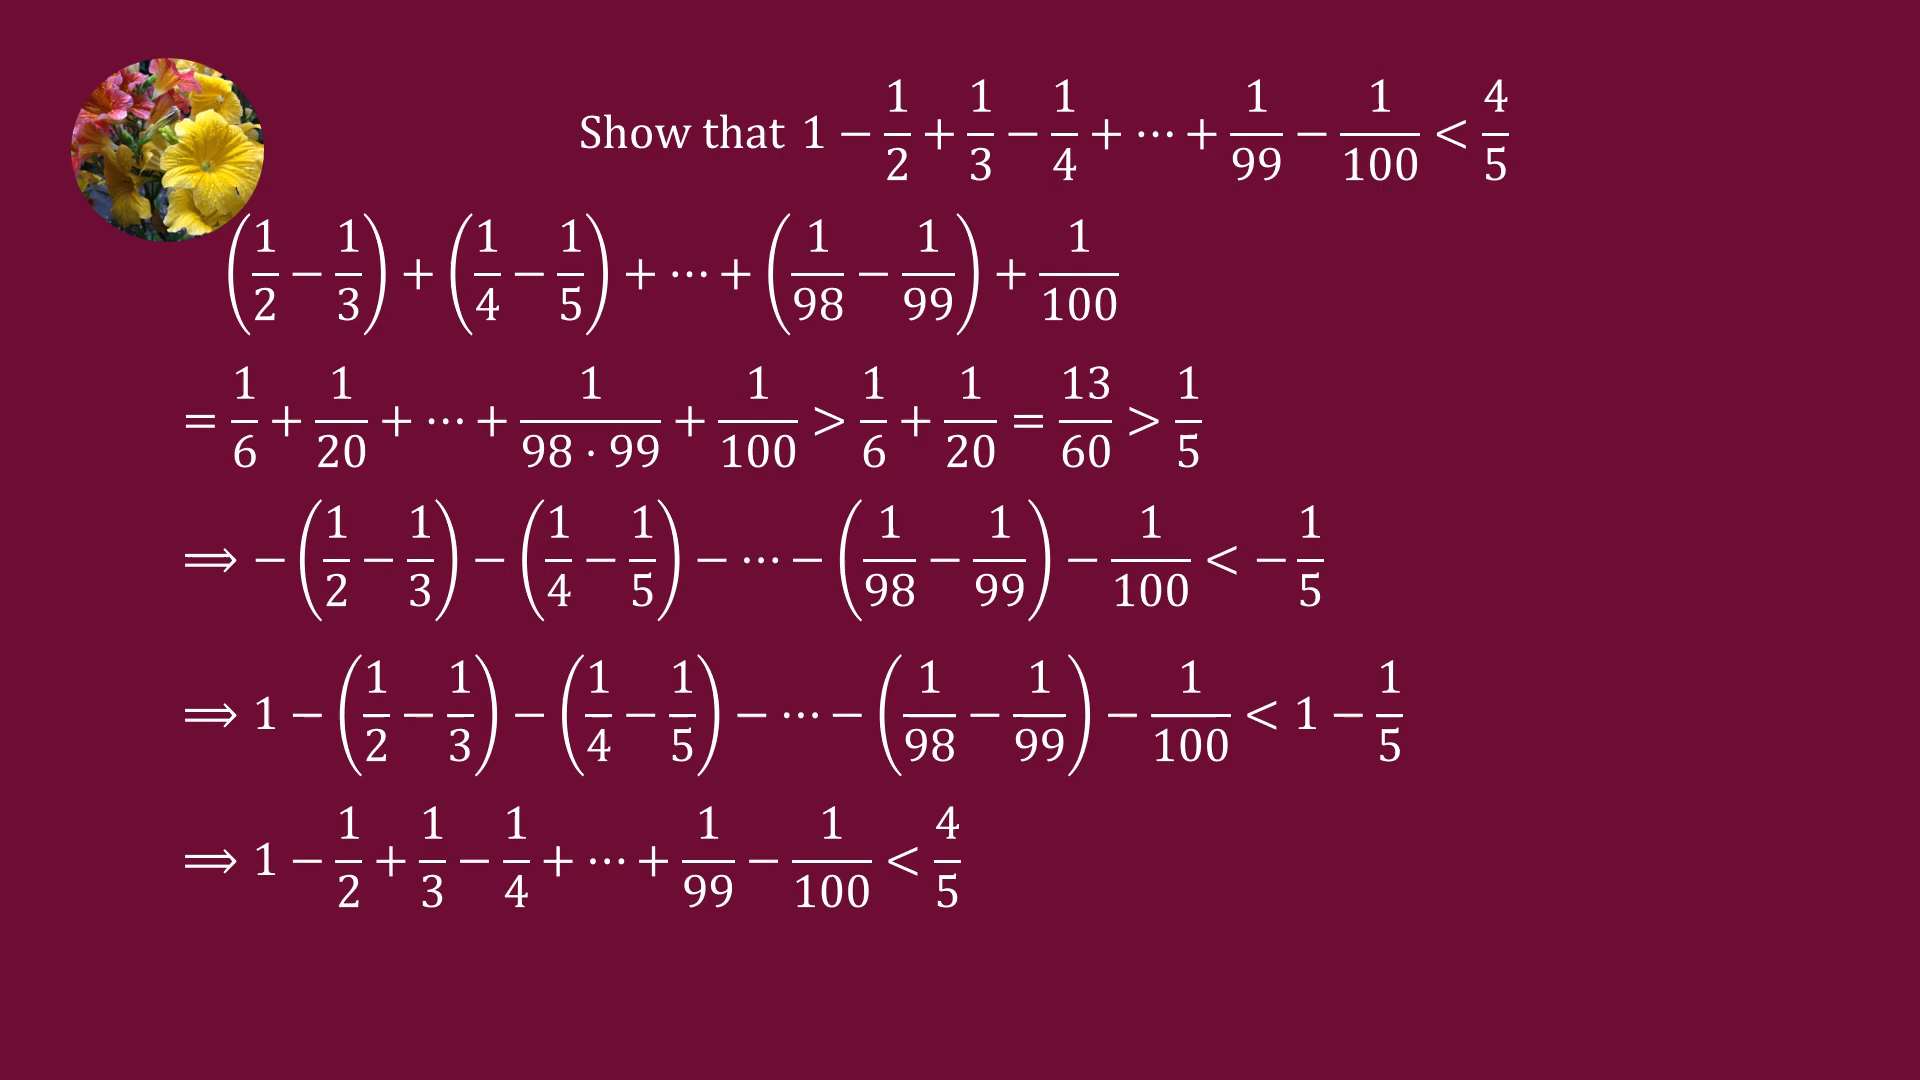 Show that 1 − 1/2 + 1/3 − 1/4 + ⋯ + 1/99 − 1/100 < 4/5
(1/2 − 1/3) + (1/4 − 1/5) + ⋯ + (1/98 − 1/99) + 1/100
= 1/6 + 1/20 + ⋯ + 1/(98 · 99) + 1/100 > 1/6 + 1/20 = 13/60 > 1/5
⟹ − (1/2 − 1/3) − (1/4 − 1/5) − ⋯ − (1/98 − 1/99) − 1/100 < − 1/5
⟹ 1 − (1/2 − 1/3) − (1/4 − 1/5) − ⋯ − (1/98 − 1/99) − 1/100 < 1 − 1/5
⟹ 1 − 1/2 + 1/3 − 1/4 + ⋯ + 1/99 − 1/100 < 4/5